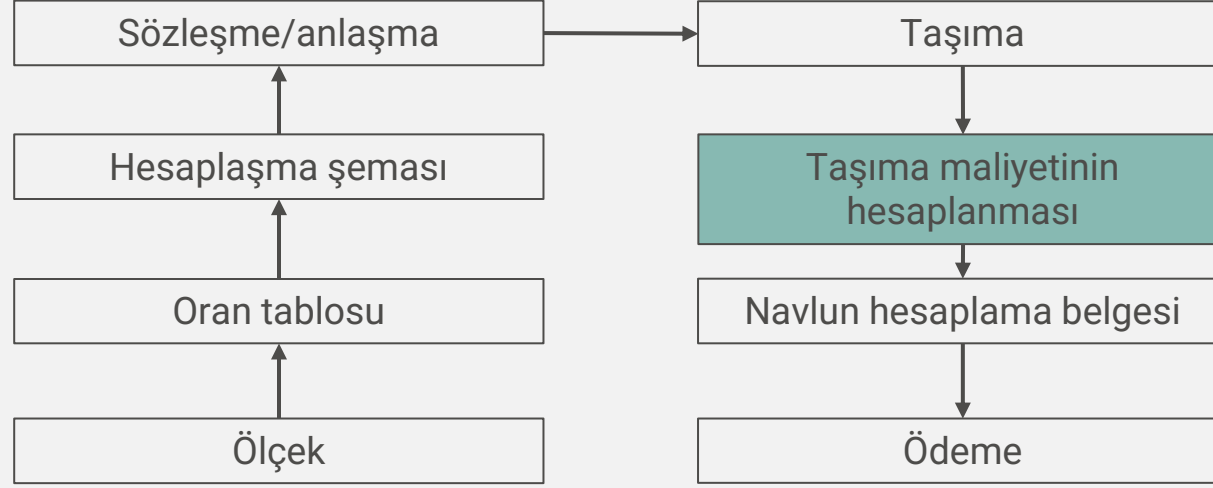 Sözleşme/anlaşma
Taşıma
Hesaplaşma şeması
Taşıma maliyetinin
hesaplanması
Oran tablosu
Navlun hesaplama belgesi
Ölçek
Ödeme